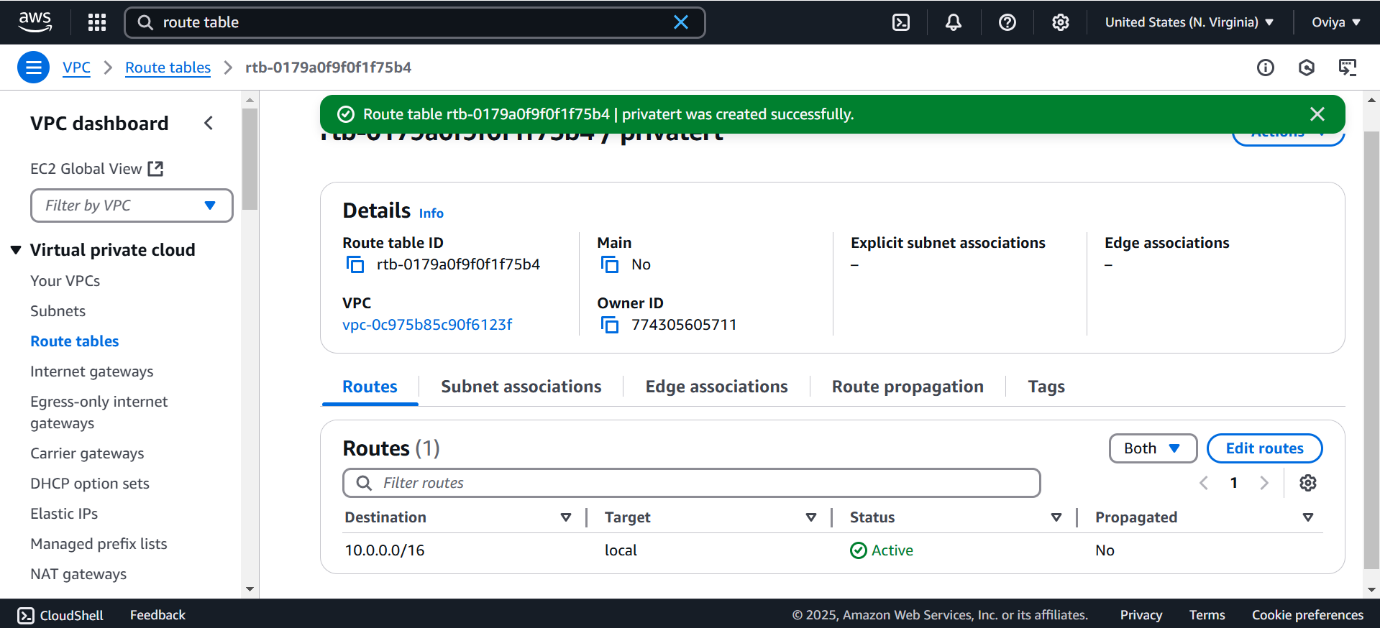 aws
route table
United States (N. Virginia)
Oviya
VPC
Route tables
rtb-0179a0f9f0f1f75b4
VPC dashboard
EC2 Global View
Filter by VPC
Virtual private cloud
Your VPCs
Subnets
Route tables
Internet gateways
Egress-only internet
gateways
Carrier gateways
DHCP option sets
Elastic IPs
Managed prefix lists
NAT gateways
Route table rtb-0179a0f9f0f1f75b4 | privatert was created successfully.
rtb-0179a0f9f0f1f75b4 / privatert
Actions
Details Info
Route table ID
rtb-0179a0f9f0f1f75b4
Main
No
Explicit subnet associations
–
Edge associations
–
VPC
vpc-0c975b85c90f6123f
Owner ID
774305605711
Routes Subnet associations Edge associations Route propagation Tags
Routes (1)
Both
Edit routes
Filter routes
1
Destination Target Status Propagated
10.0.0.0/16 local Active No
CloudShell Feedback
© 2025, Amazon Web Services, Inc. or its affiliates. Privacy Terms Cookie preferences